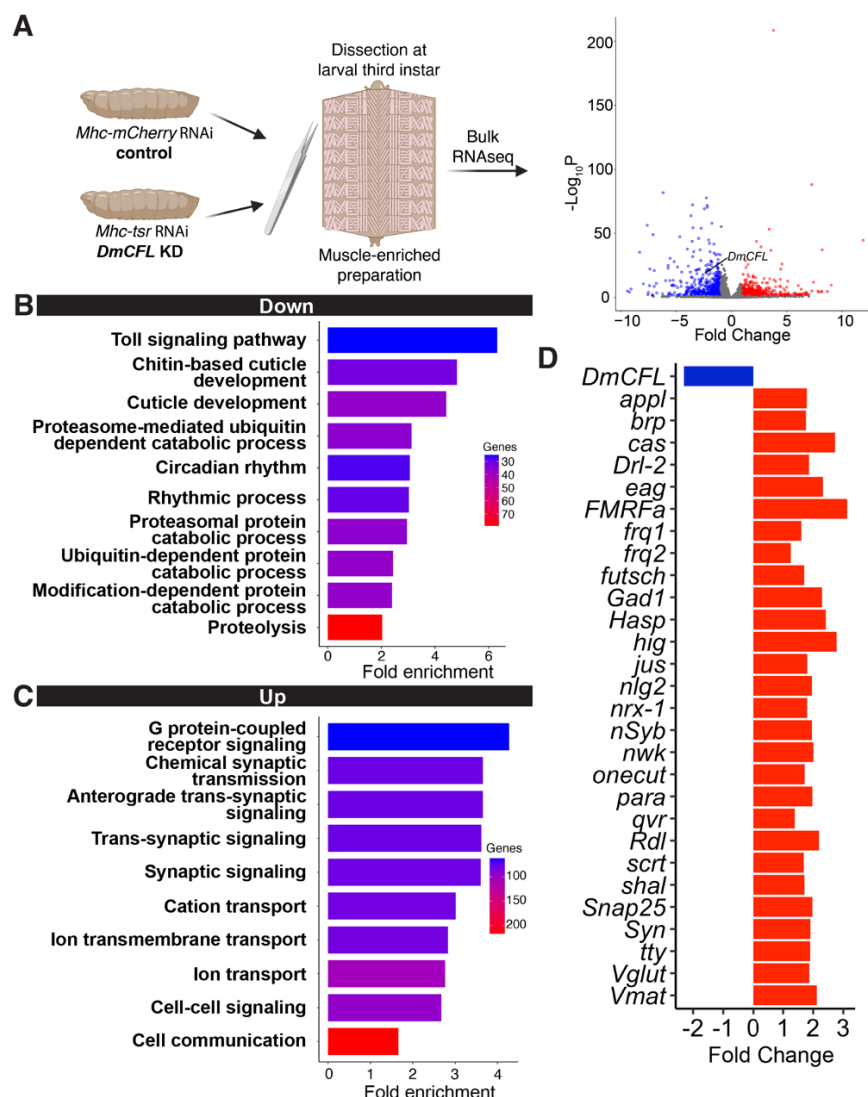 A
Dissection at
larval third instar
Mhc-mCherry RNAi
control
Mhc-tsr RNAi
DmCFL KD
Muscle-enriched
preparation
Bulk
RNAseq
-Log10P
200
150
100
50
0
DmCFL
-10 -5 0 5 10
Fold Change
B
Down
Toll signaling pathway
Chitin-based cuticle
development
Cuticle development
Proteasome-mediated ubiquitin
dependent catabolic process
Circadian rhythm
Rhythmic process
Proteasomal protein
catabolic process
Ubiquitin-dependent protein
catabolic process
Modification-dependent protein
catabolic process
Proteolysis
Genes
30
40
50
60
70
0 2 4 6
Fold enrichment
C
Up
G protein-coupled
receptor signaling
Chemical synaptic
transmission
Anterograde trans-synaptic
signaling
Trans-synaptic signaling
Synaptic signaling
Cation transport
Ion transmembrane transport
Ion transport
Cell-cell signaling
Cell communication
Genes
100
150
200
0 1 2 3 4
Fold enrichment
D
DmCFL
appl
brp
cas
Drl-2
eag
FMRFa
frq1
frq2
futsch
Gad1
Hasp
hig
jus
nlg2
nrx-1
nSyb
nwk
onecut
para
qvr
Rdl
scrt
shal
Snap25
Syn
tty
Vglut
Vmat
-2 -1 0 1 2 3
Fold Change